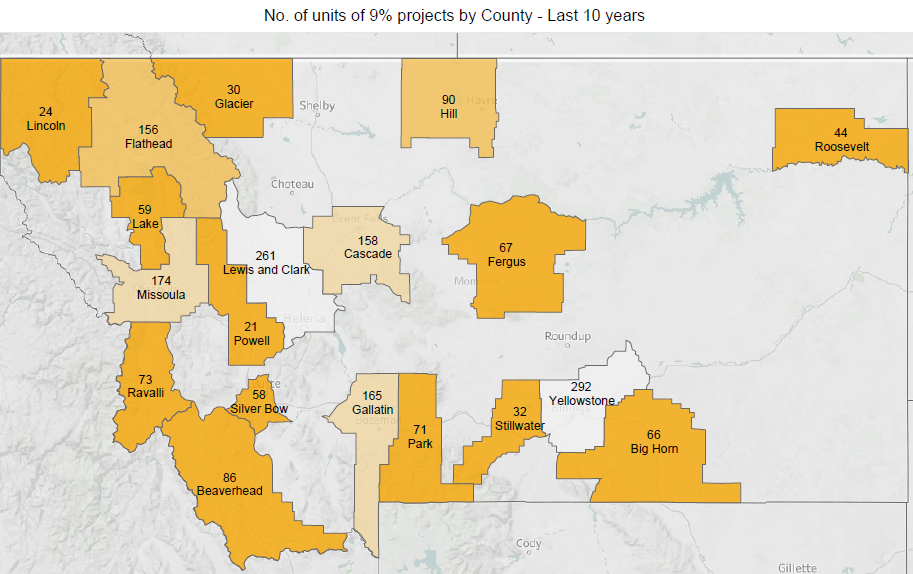 No. of units of 9% projects by County - Last 10 years
24
Lincoln
156
Flathead
30
Glacier
Shelby
90
Havre
Hill
44
Roosevelt
Choteau
59
Lake
Great Falls
158
Cascade
261
Lewis and Clark
67
Fergus
174
Missoula
Helena
21
Powell
Roundup
73
Ravalli
Butte
58
Silver Bow
165
Gallatin
Bozeman
71
Park
32
Stillwater
292
Yellowstone
Billings
66
Big Horn
86
Beaverhead
Cody
Gillette